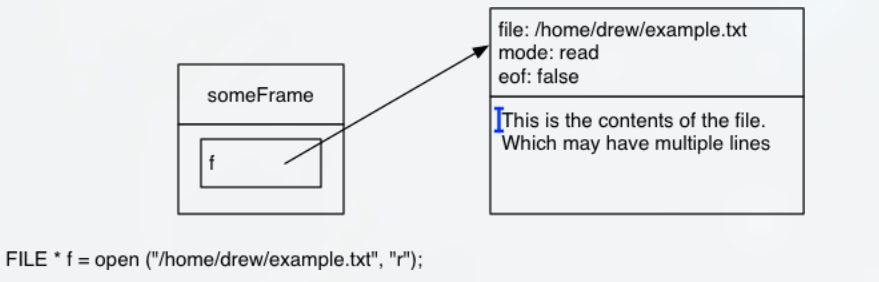 file: /home/drew/example.txt
mode: read
eof: false
someFrame
This is the contents of the file.
Which may have multiple lines
f
FILE * f = open ("/home/drew/example.txt", "r");